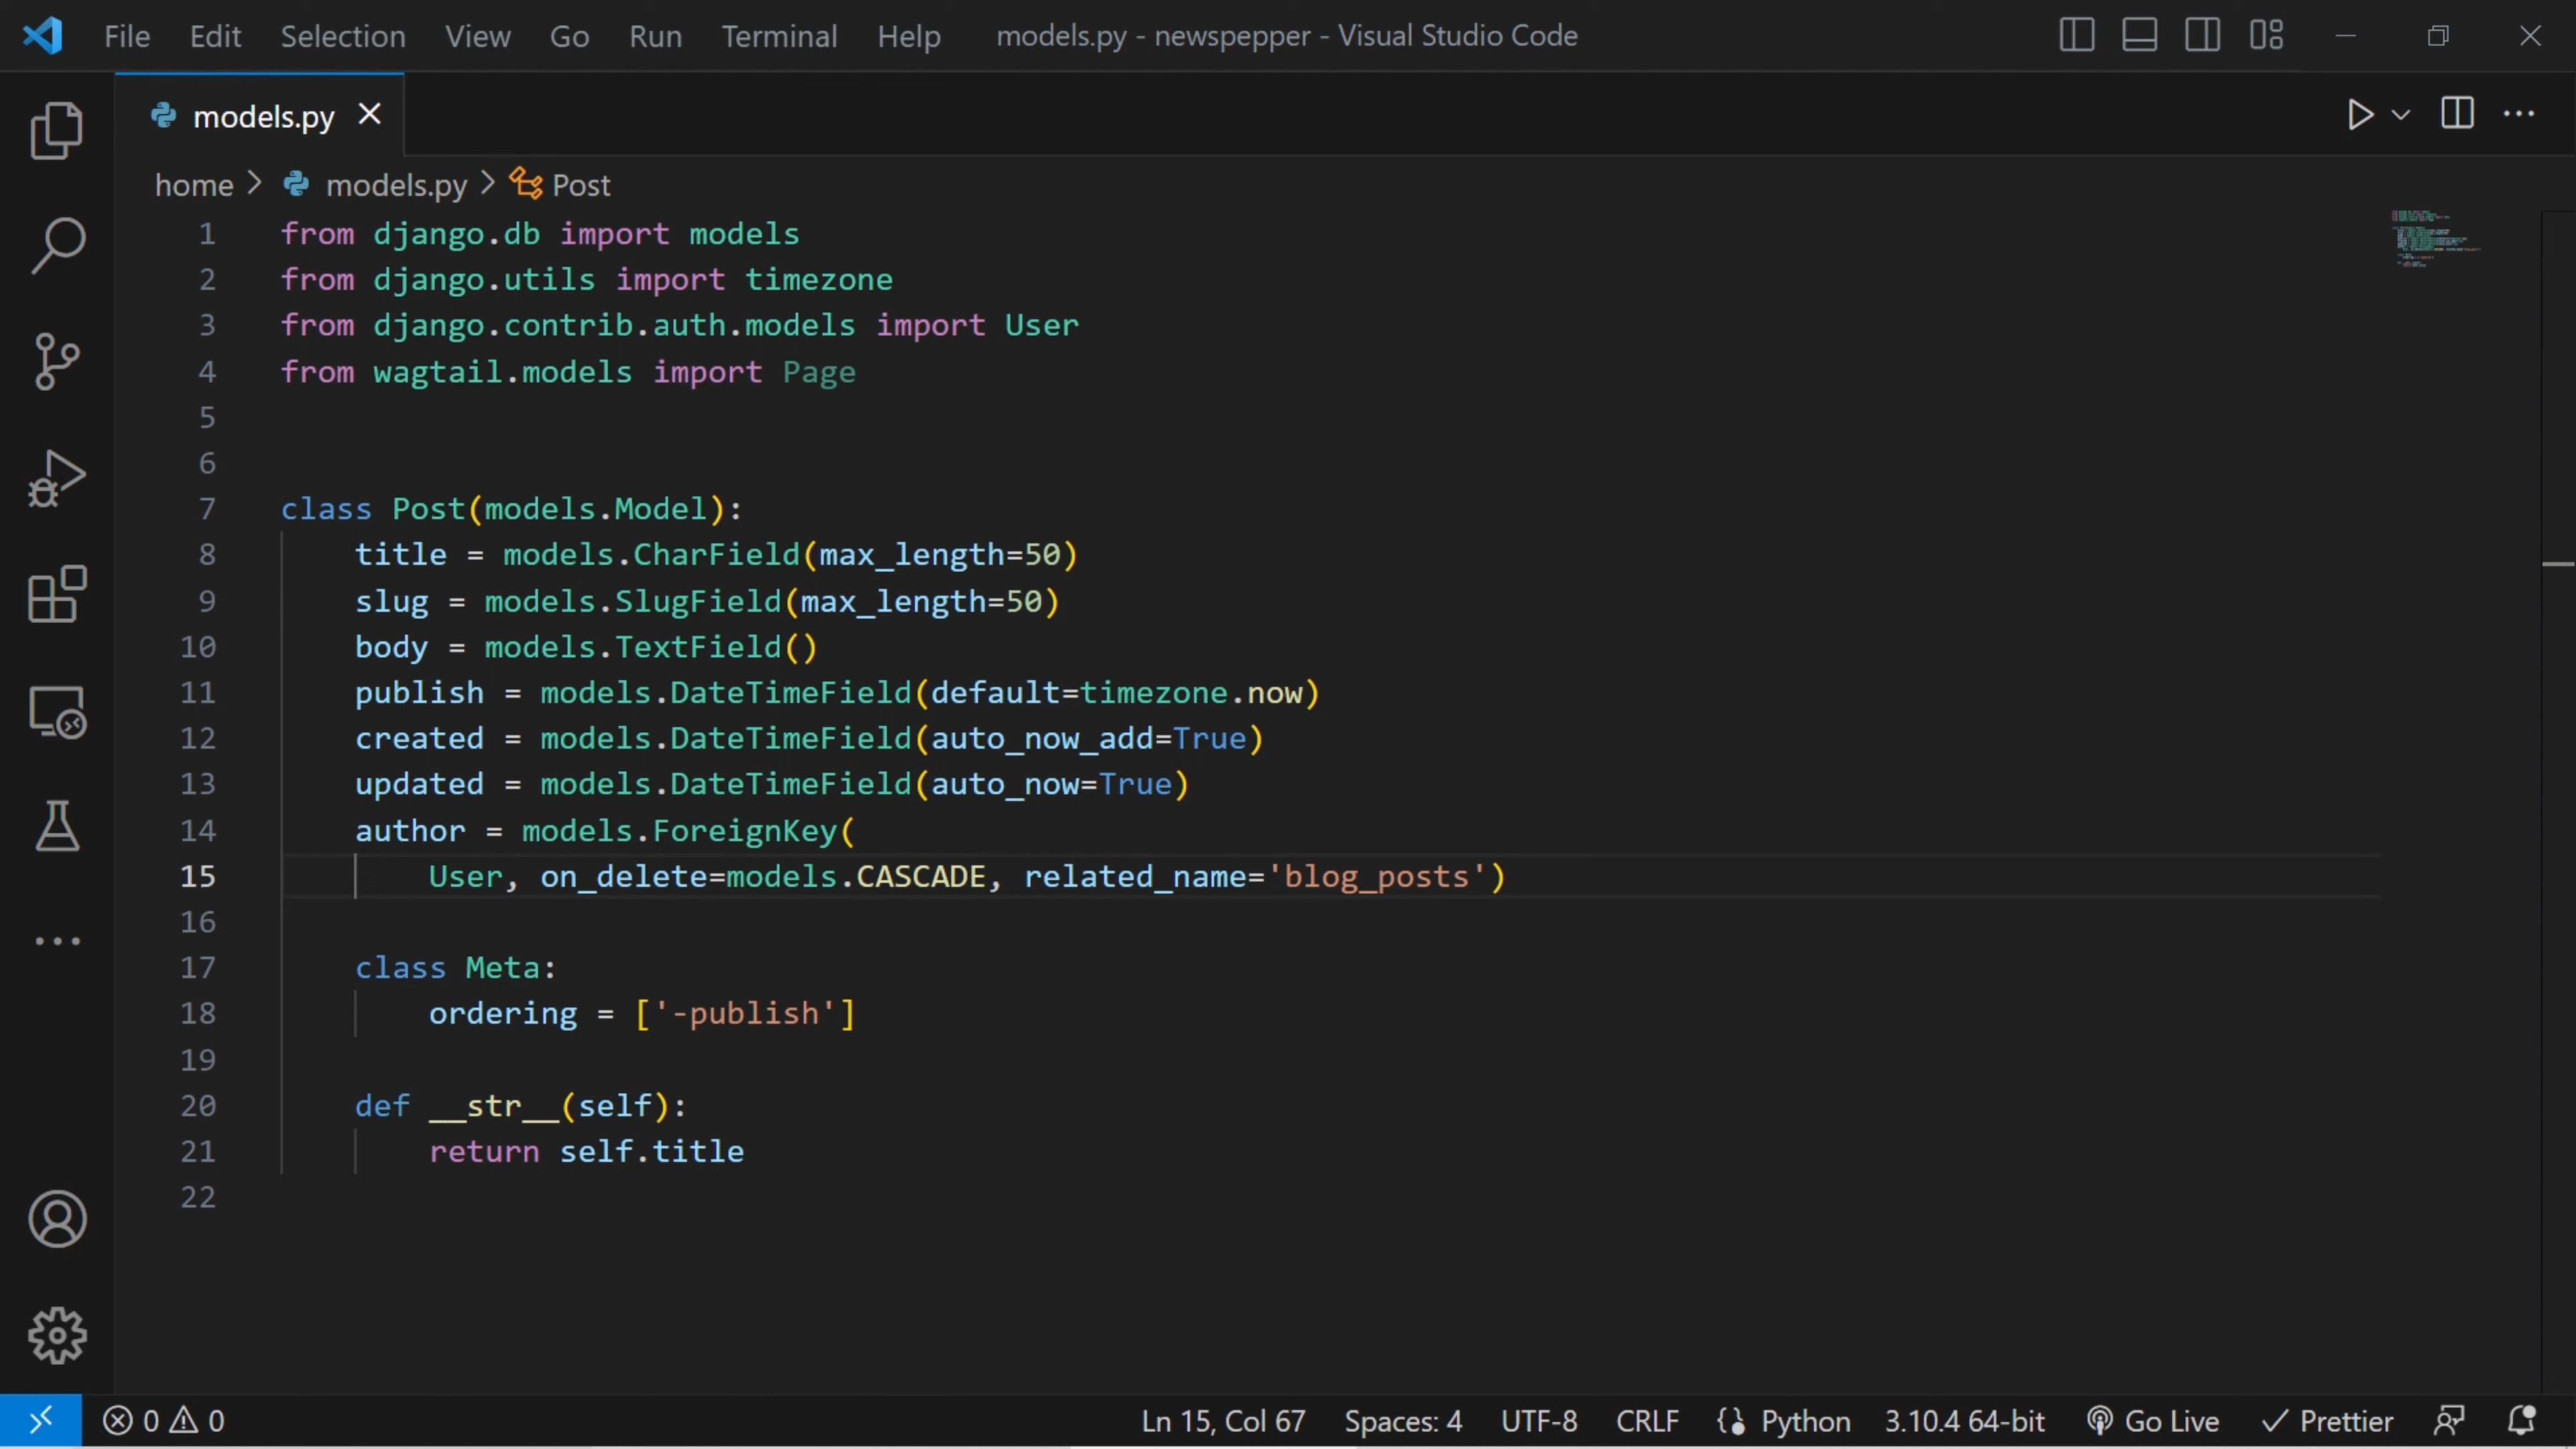 File Edit Selection View Go Run Terminal Help models.py - newspepper - Visual Studio Code
models.py
home > models.py > Post
1 from django.db import models
2 from django.utils import timezone
3 from django.contrib.auth.models import User
4 from wagtail.models import Page
5
6
7 class Post(models.Model):
8     title = models.CharField(max_length=50)
9     slug = models.SlugField(max_length=50)
10     body = models.TextField()
11     publish = models.DateTimeField(default=timezone.now)
12     created = models.DateTimeField(auto_now_add=True)
13     updated = models.DateTimeField(auto_now=True)
14     author = models.ForeignKey(
15         User, on_delete=models.CASCADE, related_name='blog_posts')
16
17     class Meta:
18         ordering = ['-publish']
19
20     def __str__(self):
21         return self.title
22
0 0 Ln 15, Col 67 Spaces: 4 UTF-8 CRLF Python 3.10.4 64-bit Go Live Prettier